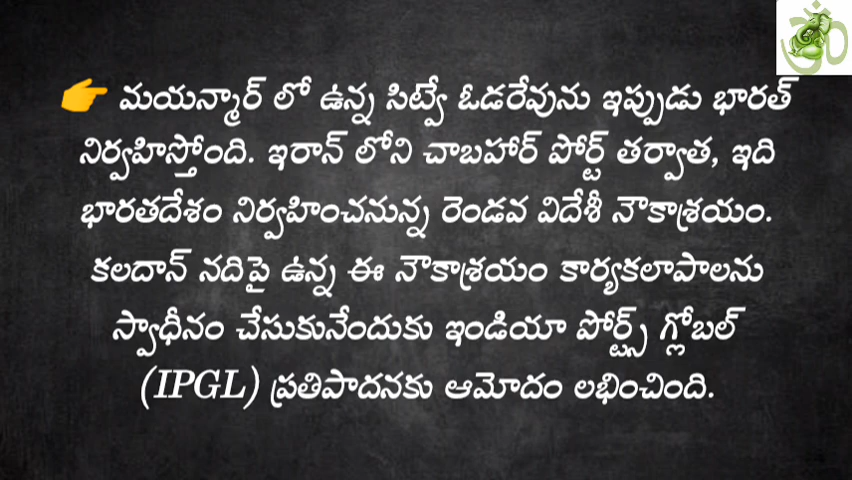 👉 మయన్మార్ లో ఉన్న సిట్వే ఓడరేవును ఇప్పుడు భారత్
నిర్వహిస్తోంది. ఇరాన్ లోని చాబహార్ పోర్ట్ తర్వాత, ఇది
భారతదేశం నిర్వహించనున్న రెండవ విదేశీ నౌకాశ్రయం.
కలదాన్ నదిపై ఉన్న ఈ నౌకాశ్రయం కార్యకలాపాలను
స్వాధీనం చేసుకునేందుకు ఇండియా పోర్ట్స్ గ్లోబల్
(IPGL) ప్రతిపాదనకు ఆమోదం లభించింది.